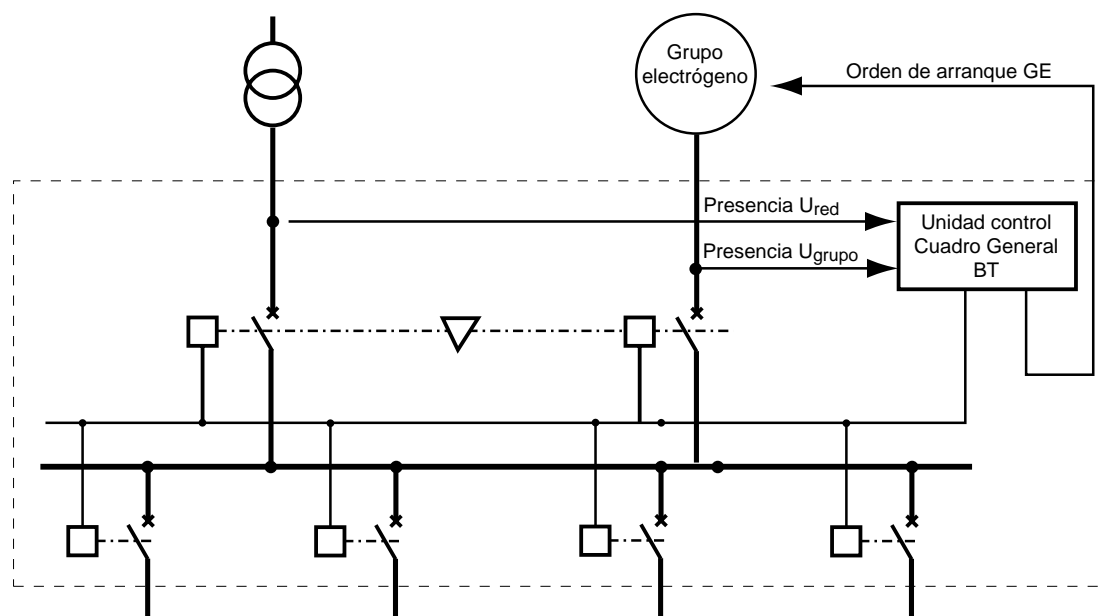 Grupo
electrógeno
Orden de arranque GE
Presencia Ured
Unidad control
Cuadro General
BT
Presencia Ugrupo